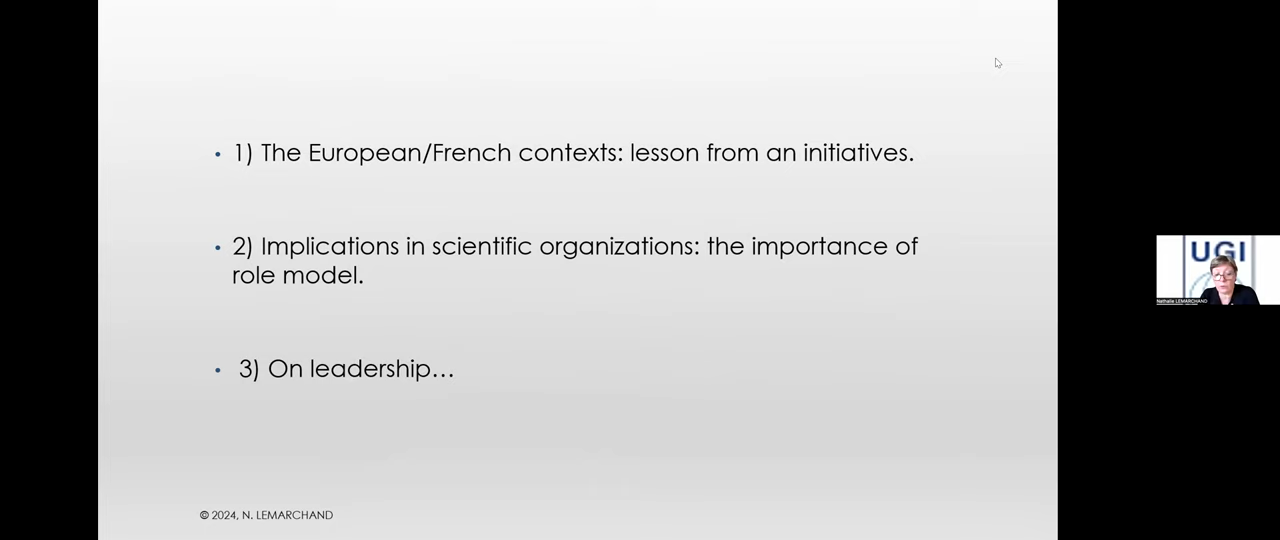 • 1) The European/French contexts: lesson from an initiatives.
• 2) Implications in scientific organizations: the importance of
role model.
• 3) On leadership…
© 2024, N. LEMARCHAND
UGI
Nathalie LEMARCHAND